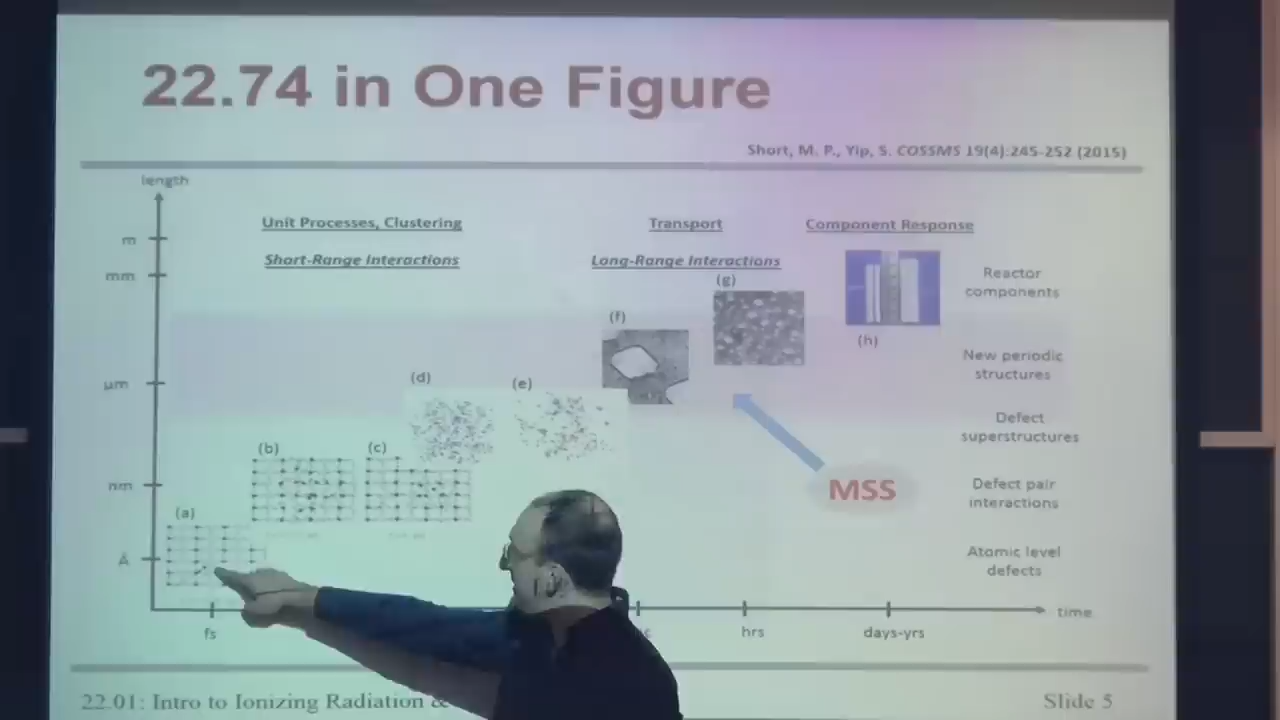 22.74 in One Figure
Short, M. P., Yip, S. COSSMS 19(4):245-252 (2015)
length
Unit Processes, Clustering
Transport
Component Response
Short-Range Interactions
Long-Range Interactions
m
mm
μm
nm
Å
(a)
(b)
(c)
(d)
(e)
(f)
(g)
(h)
Reactor
components
New periodic
structures
Defect
superstructures
Defect pair
interactions
Atomic level
defects
MSS
time
fs
hrs
days-yrs
22.01: Intro to Ionizing Radiation &
Slide 5